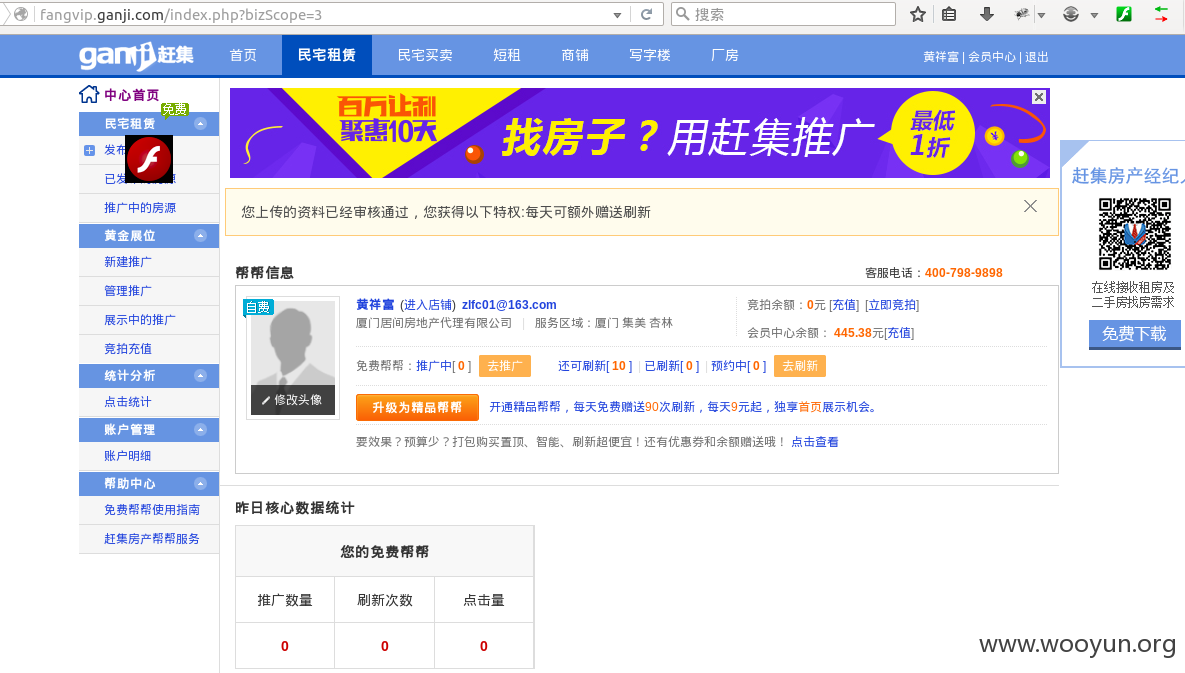 fangvip.ganji.com/index.php?bizScope=3
搜索
ganji 赶集 首页 民宅租赁 民宅买卖 短租 商铺 写字楼 厂房 黄祥富 | 会员中心 | 退出
中心首页
免费
民宅租赁
发布
推广中的房源
黄金展位
新建推广
管理推广
展示中的推广
竞拍充值
统计分析
点击统计
账户管理
账户明细
帮助中心
免费帮帮使用指南
赶集房产帮帮服务
百万让利
聚惠10天
找房子？用赶集推广
最低
1折
您上传的资料已经审核通过，您获得以下特权:每天可额外赠送刷新
帮帮信息 客服电话：400-798-9898
自费
修改头像
黄祥富 (进入店铺) zlfc01@163.com
厦门居间房地产代理有限公司 | 服务区域：厦门 集美 杏林
竞拍余额：0元 [充值] [立即竞拍]
会员中心余额： 445.38元[充值]
免费帮帮：推广中[ 0 ] 去推广 还可刷新[ 10 ] | 已刷新[ 0 ] | 预约中[ 0 ] 去刷新
升级为精品帮帮 开通精品帮帮，每天免费赠送90次刷新，每天9元起，独享首页展示机会。
要效果？预算少？打包购买置顶、智能、刷新超便宜！还有优惠券和余额赠送哦！ 点击查看
昨日核心数据统计
您的免费帮帮
推广数量 刷新次数 点击量
0 0 0
赶集房产经纪
在线接收租房及
二手房找房需求
免费下载
www.wooyun.org